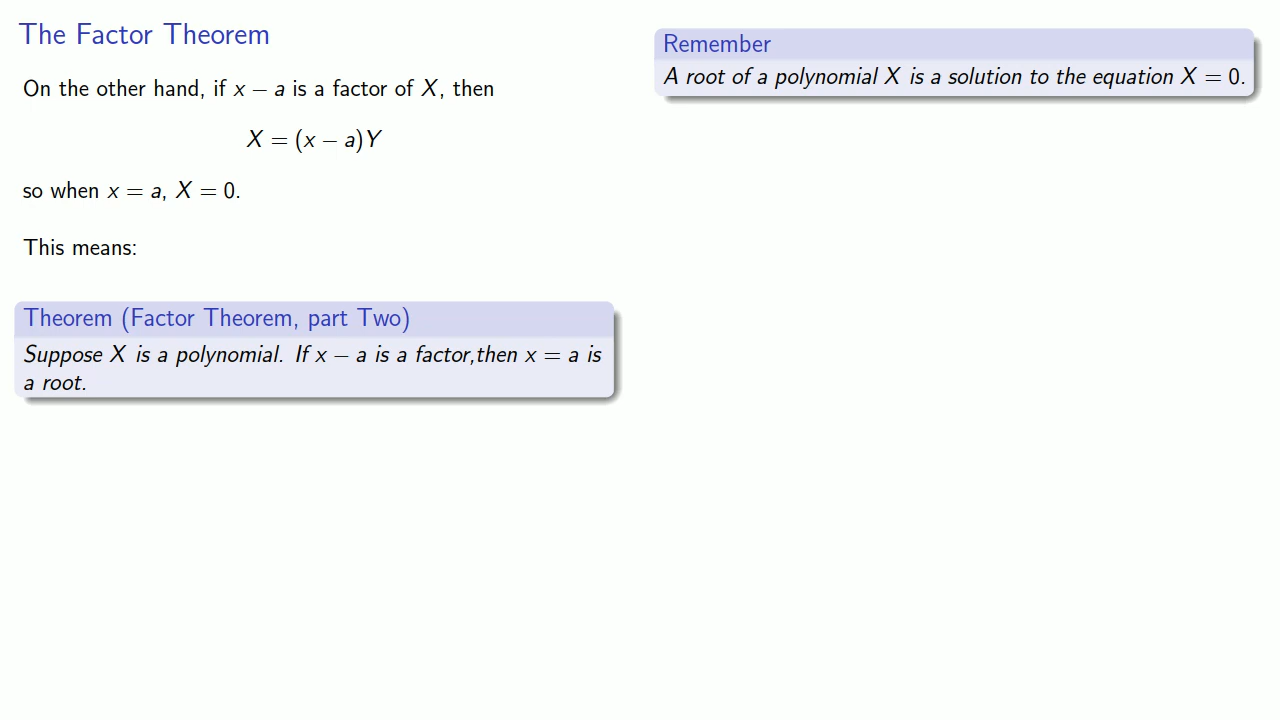 The Factor Theorem
On the other hand, if x − a is a factor of X, then
X = (x − a)Y
so when x = a, X = 0.
This means:
Theorem (Factor Theorem, part Two)
Suppose X is a polynomial. If x − a is a factor,then x = a is
a root.
Remember
A root of a polynomial X is a solution to the equation X = 0.